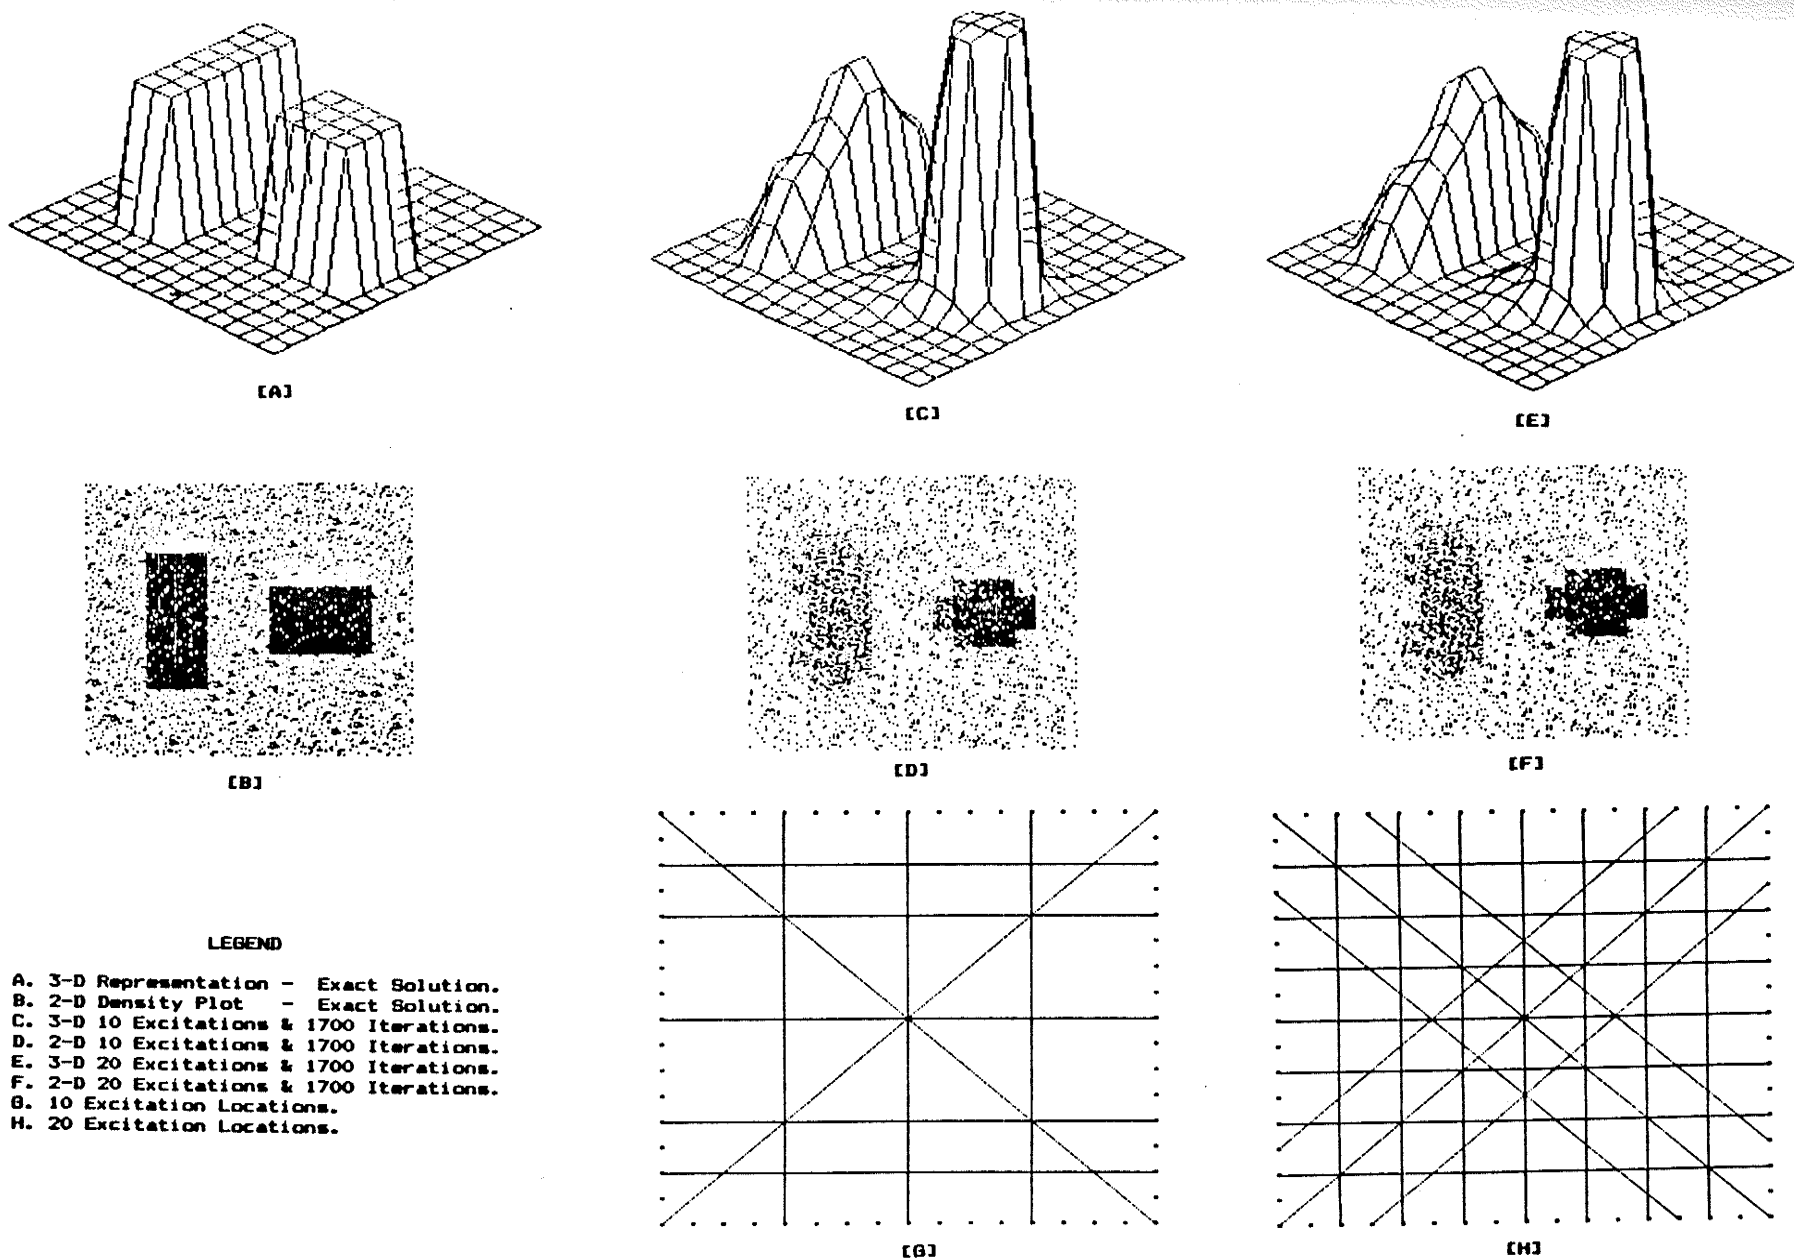 [A]
[C]
[E]
[B]
[D]
[F]
LEGEND
A. 3-D Representation - Exact Solution.
B. 2-D Density Plot - Exact Solution.
C. 3-D 10 Excitations & 1700 Iterations.
D. 2-D 10 Excitations & 1700 Iterations.
E. 3-D 20 Excitations & 1700 Iterations.
F. 2-D 20 Excitations & 1700 Iterations.
G. 10 Excitation Locations.
H. 20 Excitation Locations.
[G]
[H]